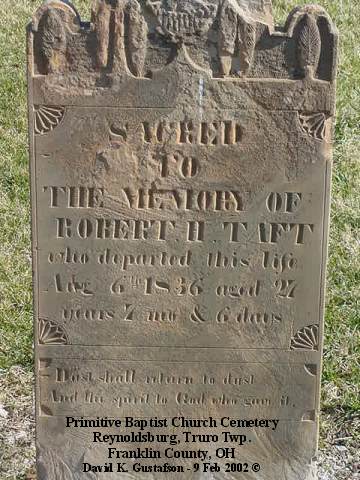 SACRED
TO
THE MEMORY OF
ROBERT H. TAFT
who departed this life
Aug 6th 1836 aged 27
years 7 mo & 6 days
Dust shall return to dust
And the spirit to God who gave it.
Primitive Baptist Church Cemetery
Reynoldsburg, Truro Twp.
Franklin County, OH
David K. Gustafson - 9 Feb 2002 ©